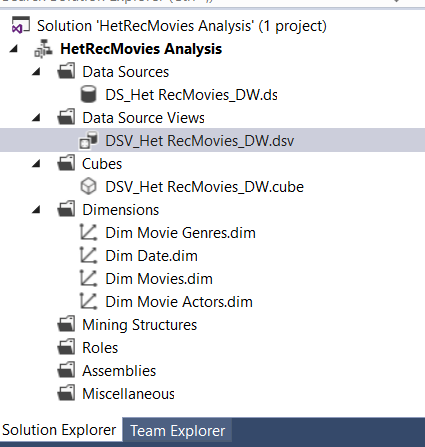 Solution 'HetRecMovies Analysis' (1 project)
HetRecMovies Analysis
Data Sources
DS_Het RecMovies_DW.ds
Data Source Views
DSV_Het RecMovies_DW.dsv
Cubes
DSV_Het RecMovies_DW.cube
Dimensions
Dim Movie Genres.dim
Dim Date.dim
Dim Movies.dim
Dim Movie Actors.dim
Mining Structures
Roles
Assemblies
Miscellaneous
Solution Explorer Team Explorer